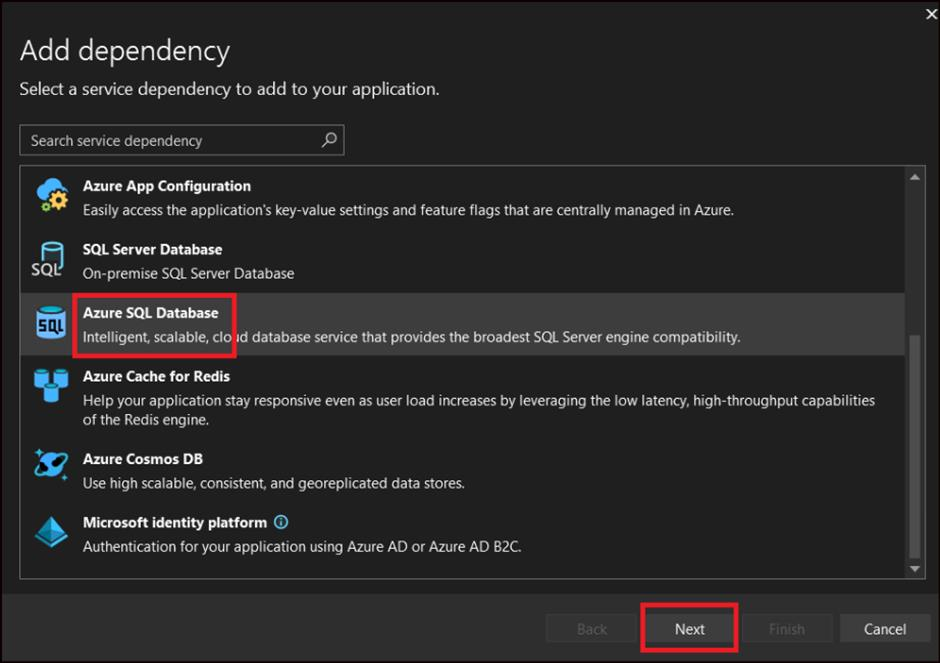 Add dependency
Select a service dependency to add to your application.
Search service dependency
Azure App Configuration
Easily access the application's key-value settings and feature flags that are centrally managed in Azure.
SQL
SQL Server Database
On-premise SQL Server Database
SQL
Azure SQL Database
Intelligent, scalable, cloud database service that provides the broadest SQL Server engine compatibility.
Azure Cache for Redis
Help your application stay responsive even as user load increases by leveraging the low latency, high-throughput capabilities
of the Redis engine.
Azure Cosmos DB
Use high scalable, consistent, and georeplicated data stores.
Microsoft identity platform
Authentication for your application using Azure AD or Azure AD B2C.
Back Next Finish Cancel